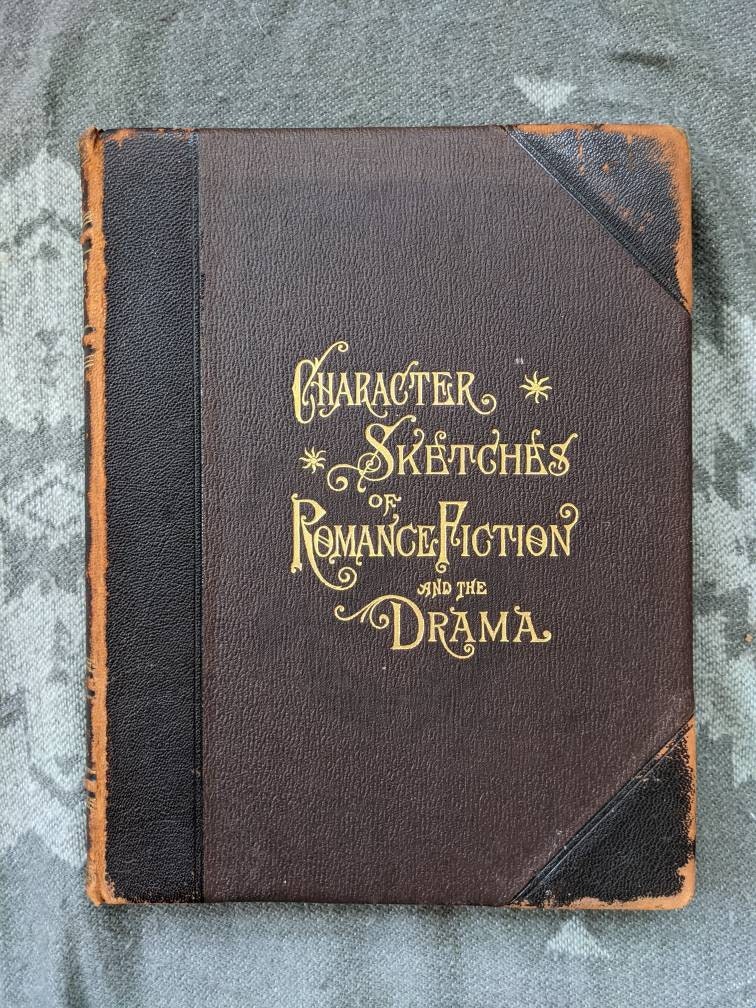 CHARACTER
SKETCHES
OF
ROMANCE FICTION
AND THE
DRAMA